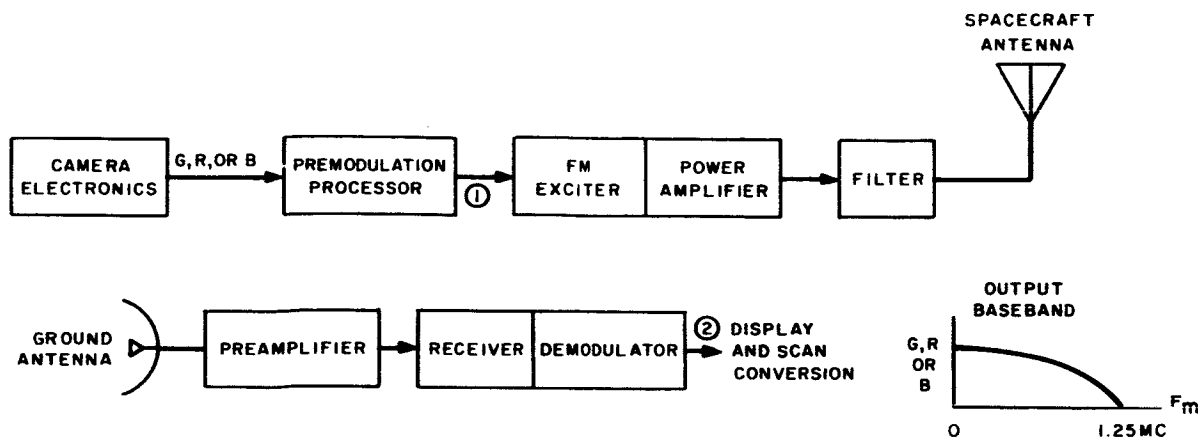 SPACECRAFT
ANTENNA
CAMERA
ELECTRONICS
G, R, OR B
PREMODULATION
PROCESSOR
①
FM
EXCITER
POWER
AMPLIFIER
FILTER
GROUND
ANTENNA
PREAMPLIFIER
RECEIVER
DEMODULATOR
② DISPLAY
AND SCAN
CONVERSION
OUTPUT
BASEBAND
G, R
OR
B
Fm
0
1.25MC